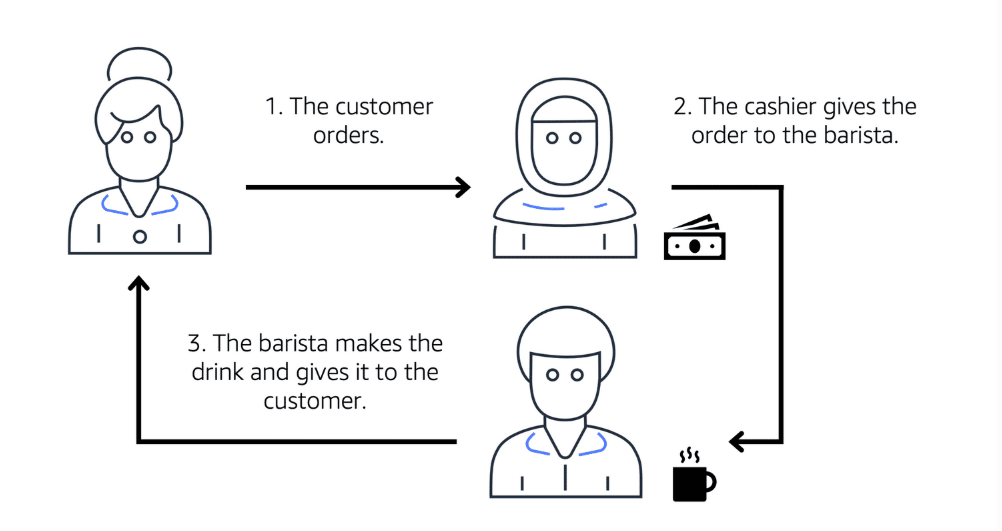 1. The customer
orders.
2. The cashier gives the
order to the barista.
3. The barista makes the
drink and gives it to the
customer.